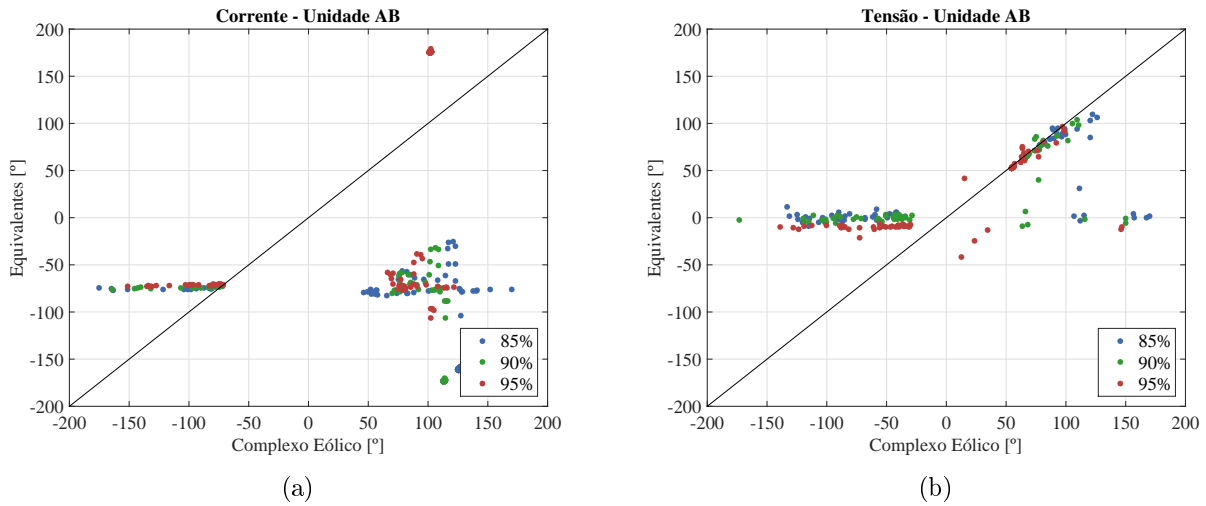 Corrente - Unidade AB
200
150
100
50
0
-50
-100
-150
-200
Equivalentes [º]
-200 -150 -100 -50 0 50 100 150 200
Complexo Eólico [º]
85%
90%
95%
(a)
Tensão - Unidade AB
200
150
100
50
0
-50
-100
-150
-200
Equivalentes [º]
-200 -150 -100 -50 0 50 100 150 200
Complexo Eólico [º]
85%
90%
95%
(b)